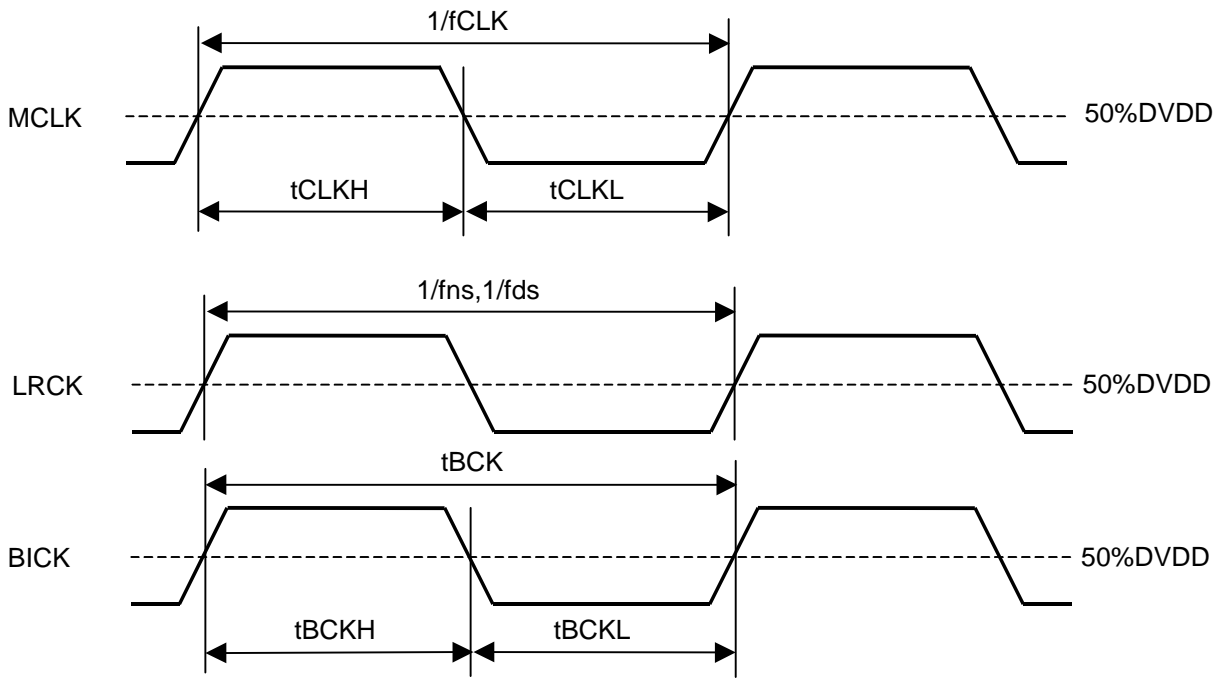 1/fCLK
MCLK
50%DVDD
tCLKH
tCLKL
1/fns,1/fds
LRCK
50%DVDD
tBCK
BICK
50%DVDD
tBCKH
tBCKL